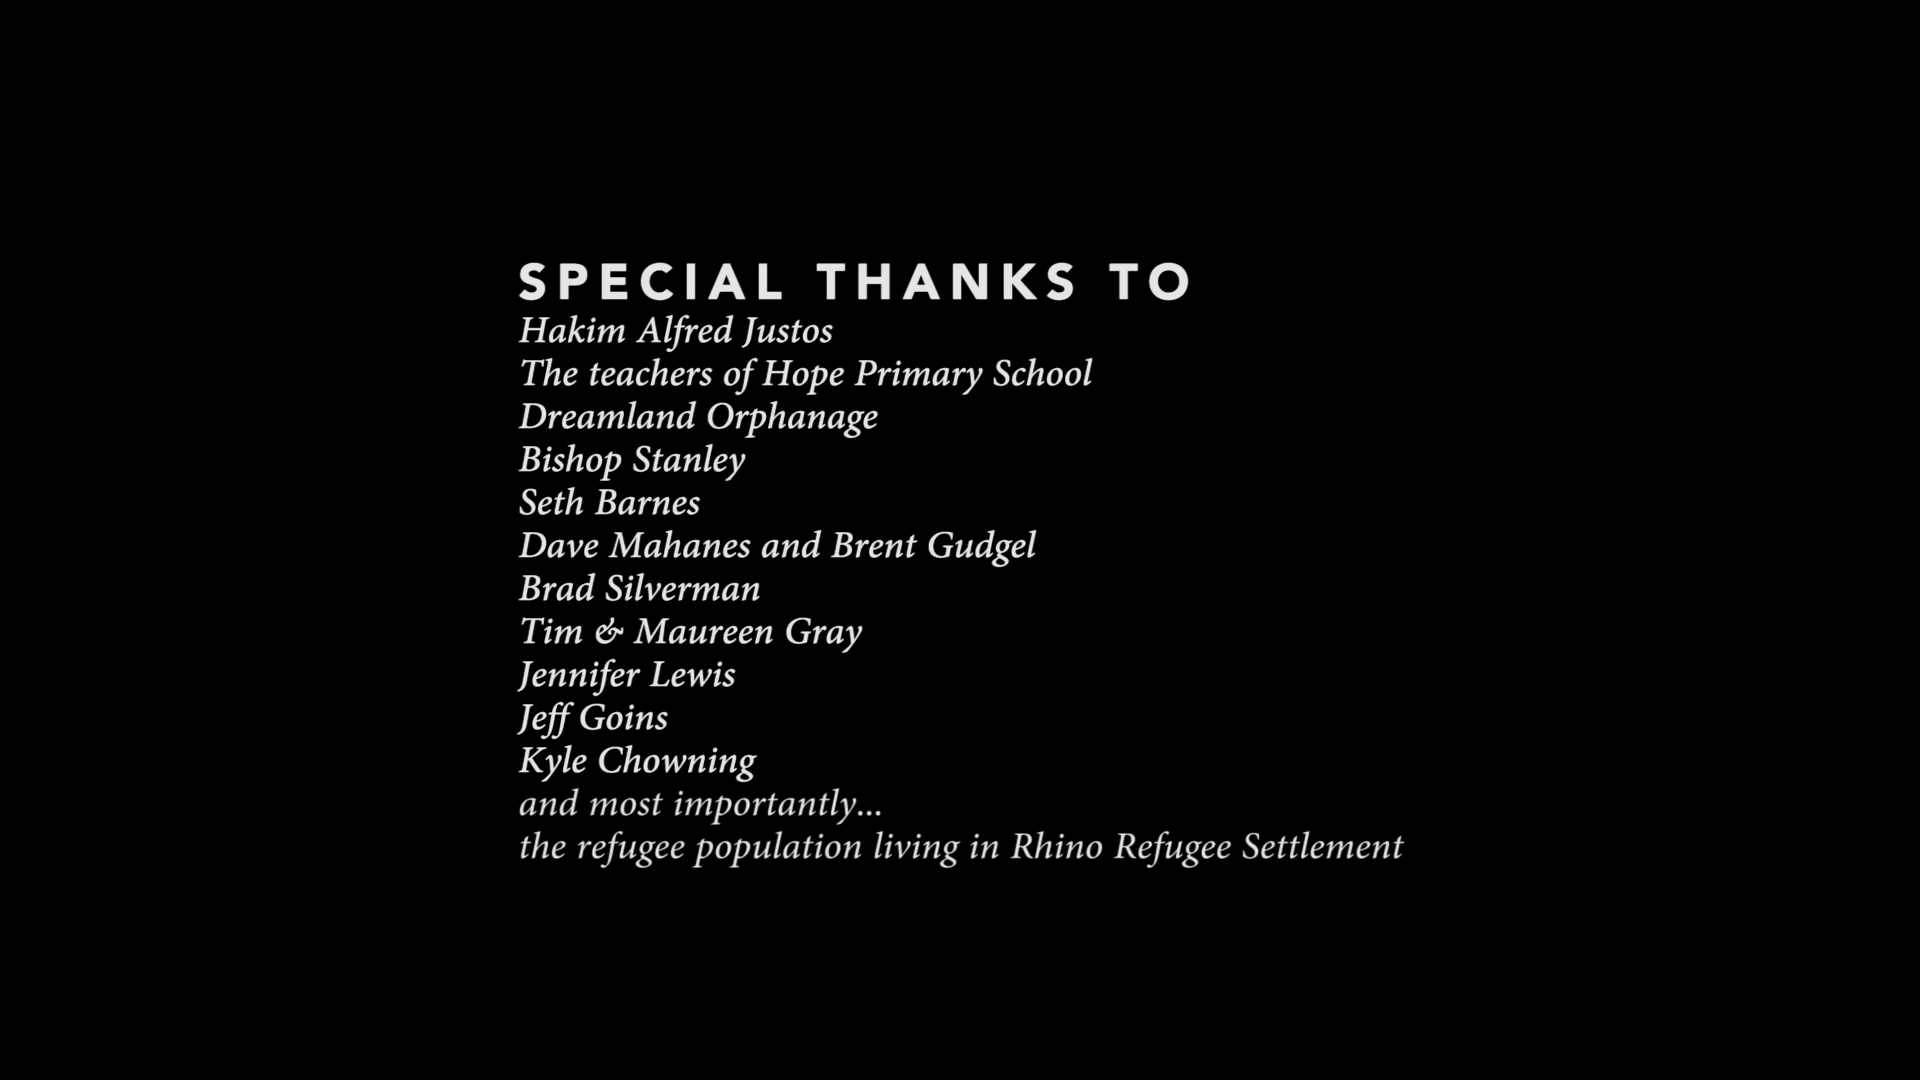 SPECIAL THANKS TO
Hakim Alfred Justos
The teachers of Hope Primary School
Dreamland Orphanage
Bishop Stanley
Seth Barnes
Dave Mahanes and Brent Gudgel
Brad Silverman
Tim & Maureen Gray
Jennifer Lewis
Jeff Goins
Kyle Chowning
and most importantly...
the refugee population living in Rhino Refugee Settlement